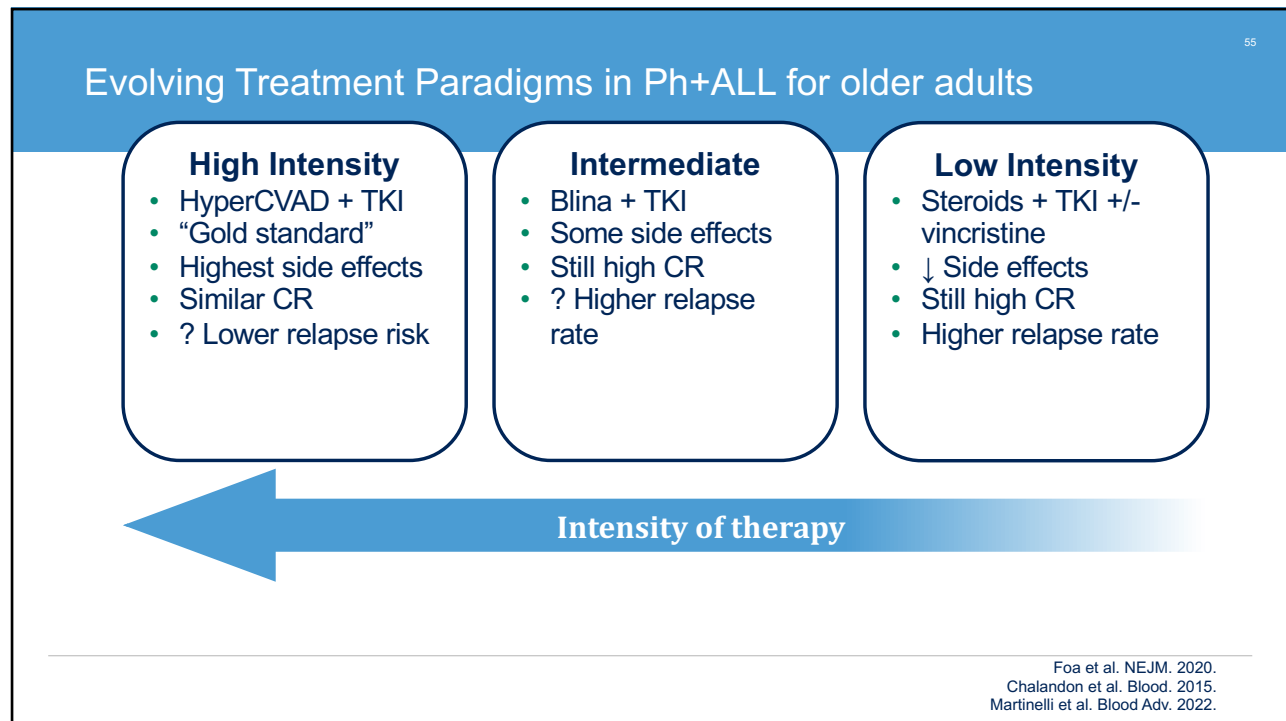 55
Evolving Treatment Paradigms in Ph+ALL for older adults
High Intensity
• HyperCVAD + TKI
• “Gold standard”
• Highest side effects
• Similar CR
• ? Lower relapse risk
Intermediate
• Blina + TKI
• Some side effects
• Still high CR
• ? Higher relapse
rate
Low Intensity
• Steroids + TKI +/-
vincristine
• ↓ Side effects
• Still high CR
• Higher relapse rate
Intensity of therapy
Foa et al. NEJM. 2020.
Chalandon et al. Blood. 2015.
Martinelli et al. Blood Adv. 2022.